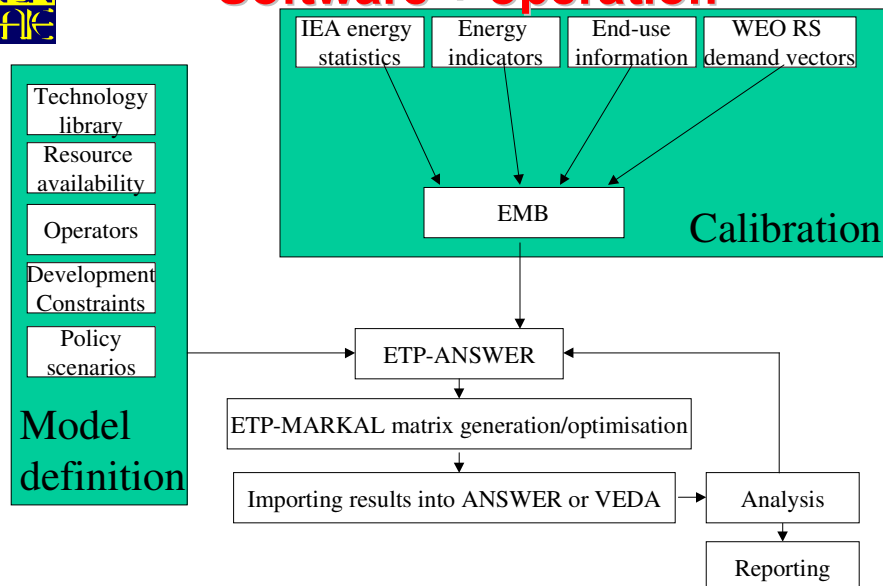 Software - operation
IEA energy
statistics
Energy
indicators
End-use
information
WEO RS
demand vectors
EMB
Calibration
Technology
library
Resource
availability
Operators
Development
Constraints
Policy
scenarios
Model
definition
ETP-ANSWER
ETP-MARKAL matrix generation/optimisation
Importing results into ANSWER or VEDA
Analysis
Reporting